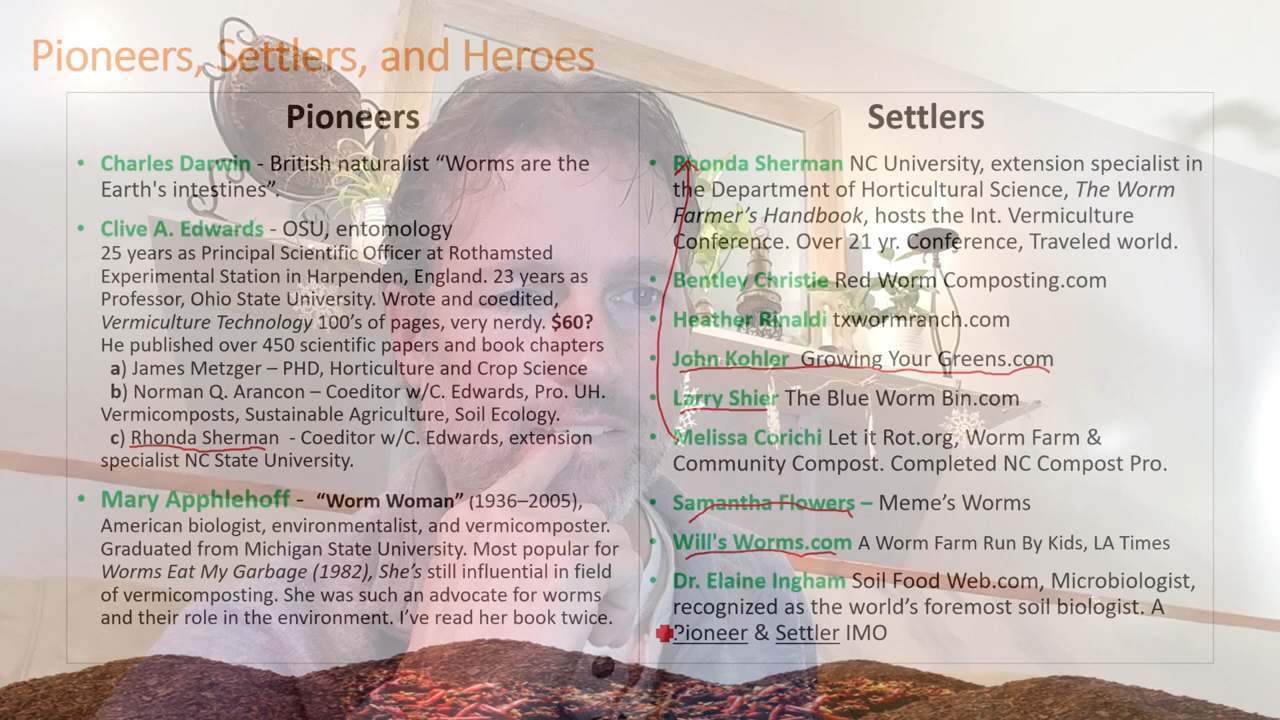 Pioneers, Settlers, and Heroes
Pioneers
• Charles Darwin - British naturalist “Worms are the
Earth's intestines”.
• Clive A. Edwards - OSU, entomology
25 years as Principal Scientific Officer at Rothamsted
Experimental Station in Harpenden, England. 23 years as
Professor, Ohio State University. Wrote and coedited,
Vermiculture Technology 100’s of pages, very nerdy. $60?
He published over 450 scientific papers and book chapters
a) James Metzger – PHD, Horticulture and Crop Science
b) Norman Q. Arancon – Coeditor w/C. Edwards, Pro. UH.
Vermicomposts, Sustainable Agriculture, Soil Ecology.
c) Rhonda Sherman - Coeditor w/C. Edwards, extension
specialist NC State University.
• Mary Apphlehoff - “Worm Woman” (1936–2005),
American biologist, environmentalist, and vermicomposter.
Graduated from Michigan State University. Most popular for
Worms Eat My Garbage (1982), She’s still influential in field
of vermicomposting. She was such an advocate for worms
and their role in the environment. I’ve read her book twice.
Settlers
• Rhonda Sherman NC University, extension specialist in
the Department of Horticultural Science, The Worm
Farmer’s Handbook, hosts the Int. Vermiculture
Conference. Over 21 yr. Conference, Traveled world.
• Bentley Christie Red Worm Composting.com
• Heather Rinaldi txwormranch.com
• John Kohler Growing Your Greens.com
• Larry Shier The Blue Worm Bin.com
• Melissa Corichi Let it Rot.org, Worm Farm &
Community Compost. Completed NC Compost Pro.
• Samantha Flowers – Meme’s Worms
• Will's Worms.com A Worm Farm Run By Kids, LA Times
• Dr. Elaine Ingham Soil Food Web.com, Microbiologist,
recognized as the world’s foremost soil biologist. A
Pioneer & Settler IMO